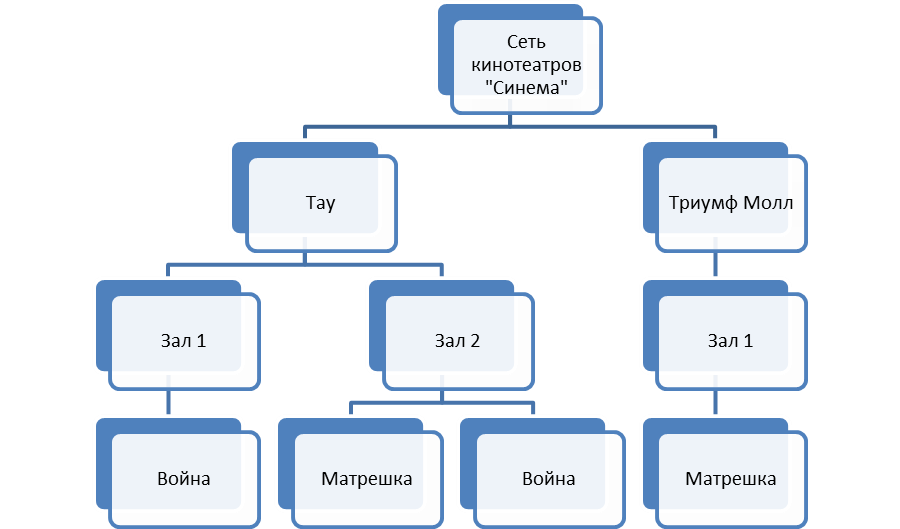 Сеть
кинотеатров
"Синема"
Тау
Триумф Молл
Зал 1
Зал 2
Зал 1
Война
Матрешка
Война
Матрешка